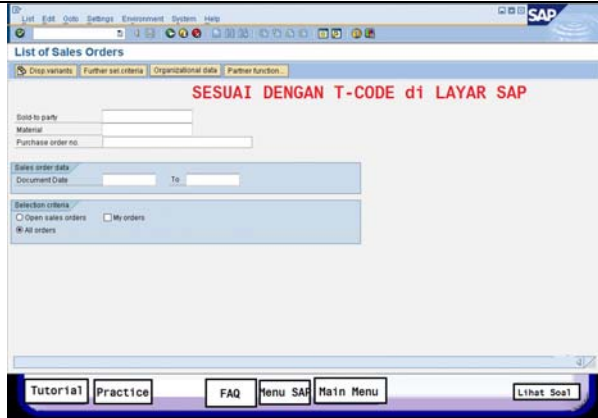 List Edit Goto Settings Environment System Help
SAP
List of Sales Orders
Disp.variants Further sel.criteria Organizational data Partner function...
SESUAI DENGAN T-CODE di LAYAR SAP
Sold-to party
Material
Purchase order no.
Sales order data
Document Date To
Selection criteria
Open sales orders My orders
All orders
Tutorial Practice FAQ Menu SAP Main Menu Lihat Soal